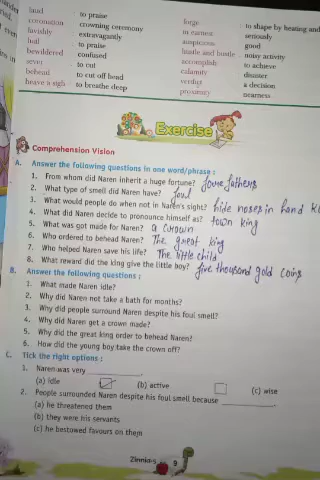 laud : to praise
coronation : crowning ceremony
lavishly : extravagantly
hail : to praise
bewildered : confused
sever : to cut
behead : to cut off head
heave a sigh : to breathe deep
forge : to shape by heating and
in earnest : seriously
auspicious : good
hustle and bustle : noisy activity
accomplish : to achieve
calamity : disaster
verdict : a decision
proximity : nearness
Exercise
Comprehension Vision
A. Answer the following questions in one word/phrase :
1. From whom did Naren inherit a huge fortune? fore fathers
2. What type of smell did Naren have? foul
3. What would people do when not in Naren's sight? hide noses in hand
4. What did Naren decide to pronounce himself as? town king
5. What was got made for Naren? a crown
6. Who ordered to behead Naren? The great king
7. Who helped Naren save his life? The little child
8. What reward did the king give the little boy? five thousand gold coins
B. Answer the following questions :
1. What made Naren idle?
2. Why did Naren not take a bath for months?
3. Why did people surround Naren despite his foul smell?
4. Why did Naren get a crown made?
5. Why did the great king order to behead Naren?
6. How did the young boy take the crown off?
C. Tick the right options :
1. Naren was very
(a) idle (b) active (c) wise
2. People surrounded Naren despite his foul smell because
(a) he threatened them
(b) they were his servants
(c) he bestowed favours on them
Zinnia-5 9